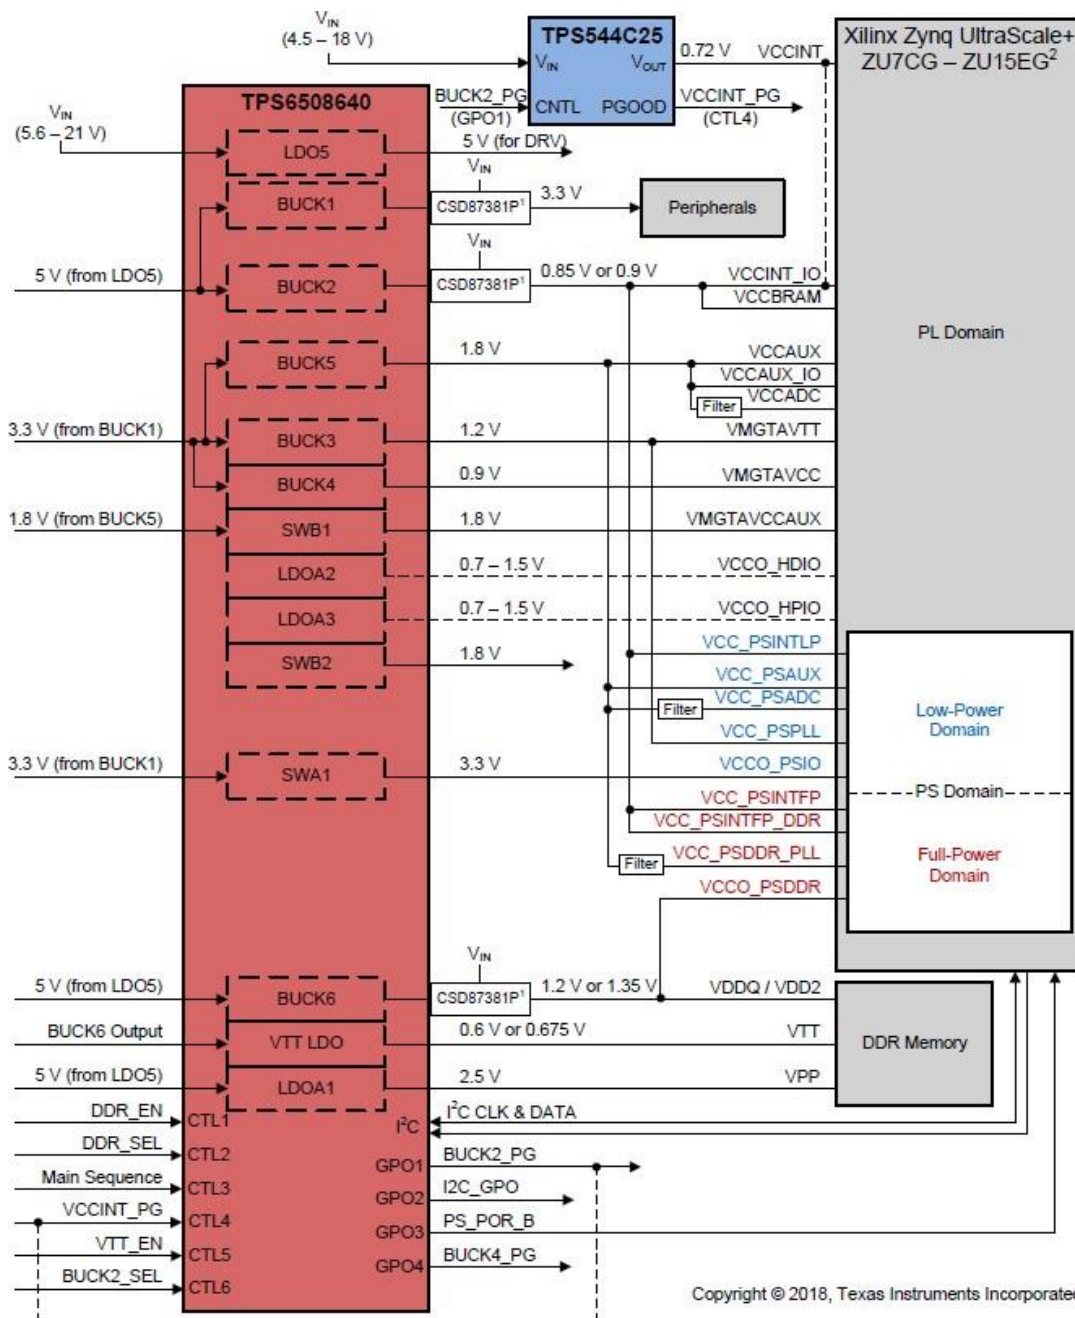 V_IN
(4.5 – 18 V)
TPS544C25
V_IN
V_OUT
CNTL
PGOOD
0.72 V
VCCINT
BUCK2_PG
(GPO1)
VCCINT_PG
(CTL4)
Xilinx Zynq UltraScale+
ZU7CG – ZU15EG²
PL Domain
TPS6508640
V_IN
(5.6 – 21 V)
LDO5
5 V (for DRV)
V_IN
BUCK1
CSD87381P¹
3.3 V
Peripherals
V_IN
5 V (from LDO5)
BUCK2
CSD87381P¹
0.85 V or 0.9 V
VCCINT_IO
VCCBRAM
BUCK5
1.8 V
VCCAUX
VCCAUX_IO
Filter
VCCADC
3.3 V (from BUCK1)
BUCK3
1.2 V
VMGTAVTT
BUCK4
0.9 V
VMGTAVCC
1.8 V (from BUCK5)
SWB1
1.8 V
VMGTAVCCAUX
LDOA2
0.7 – 1.5 V
VCCO_HDIO
LDOA3
0.7 – 1.5 V
VCCO_HPIO
SWB2
1.8 V
VCC_PSINTLP
VCC_PSAUX
Filter
VCC_PSADC
VCC_PSPLL
Low-Power
Domain
3.3 V (from BUCK1)
SWA1
3.3 V
VCCO_PSIO
PS Domain
VCC_PSINTFP
VCC_PSINTFP_DDR
Filter
VCC_PSDDR_PLL
VCCO_PSDDR
Full-Power
Domain
V_IN
5 V (from LDO5)
BUCK6
CSD87381P¹
1.2 V or 1.35 V
VDDQ / VDD2
BUCK6 Output
VTT LDO
0.6 V or 0.675 V
VTT
DDR Memory
5 V (from LDO5)
LDOA1
2.5 V
VPP
DDR_EN
CTL1
I²C
I²C CLK & DATA
DDR_SEL
CTL2
GPO1
BUCK2_PG
Main Sequence
CTL3
GPO2
I2C_GPO
VCCINT_PG
CTL4
GPO3
PS_POR_B
VTT_EN
CTL5
GPO4
BUCK4_PG
BUCK2_SEL
CTL6
Copyright © 2018, Texas Instruments Incorporated